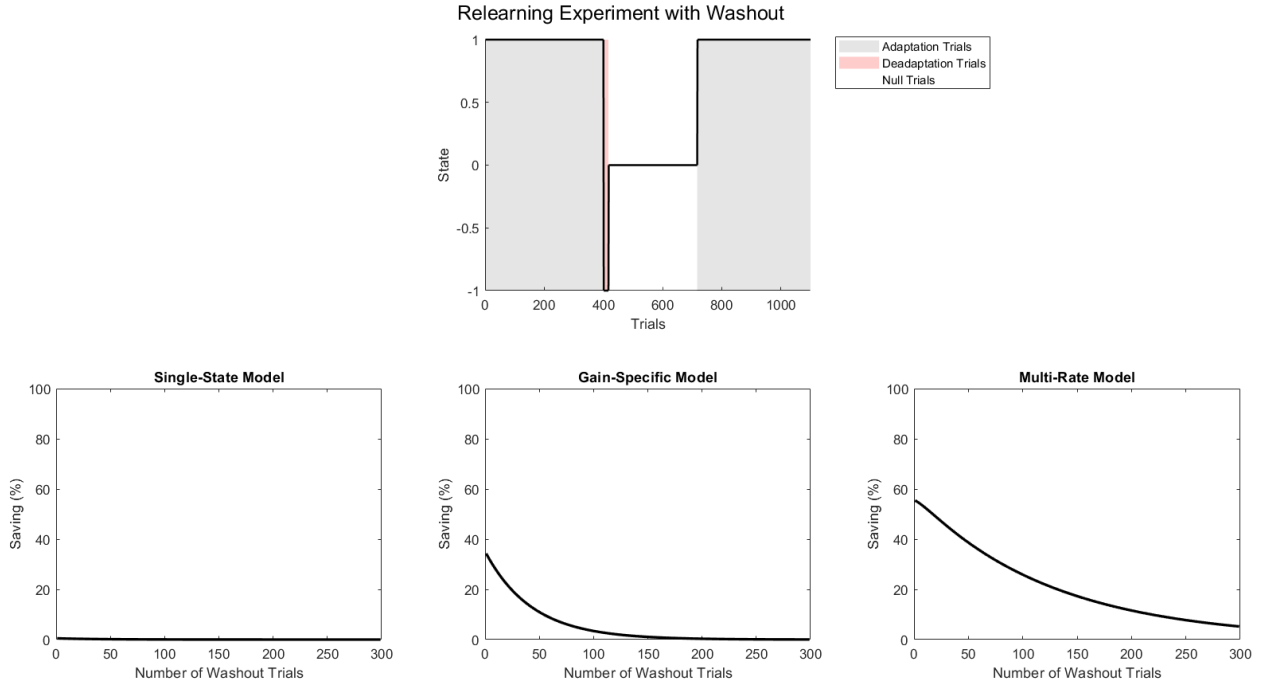 Relearning Experiment with Washout
1
0.5
0
-0.5
-1
State
0 200 400 600 800 1000
Trials
Adaptation Trials
Deadaptation Trials
Null Trials
Single-State Model
100
80
60
40
20
0
Saving (%)
0 50 100 150 200 250 300
Number of Washout Trials
Gain-Specific Model
100
80
60
40
20
0
Saving (%)
0 50 100 150 200 250 300
Number of Washout Trials
Multi-Rate Model
100
80
60
40
20
0
Saving (%)
0 50 100 150 200 250 300
Number of Washout Trials